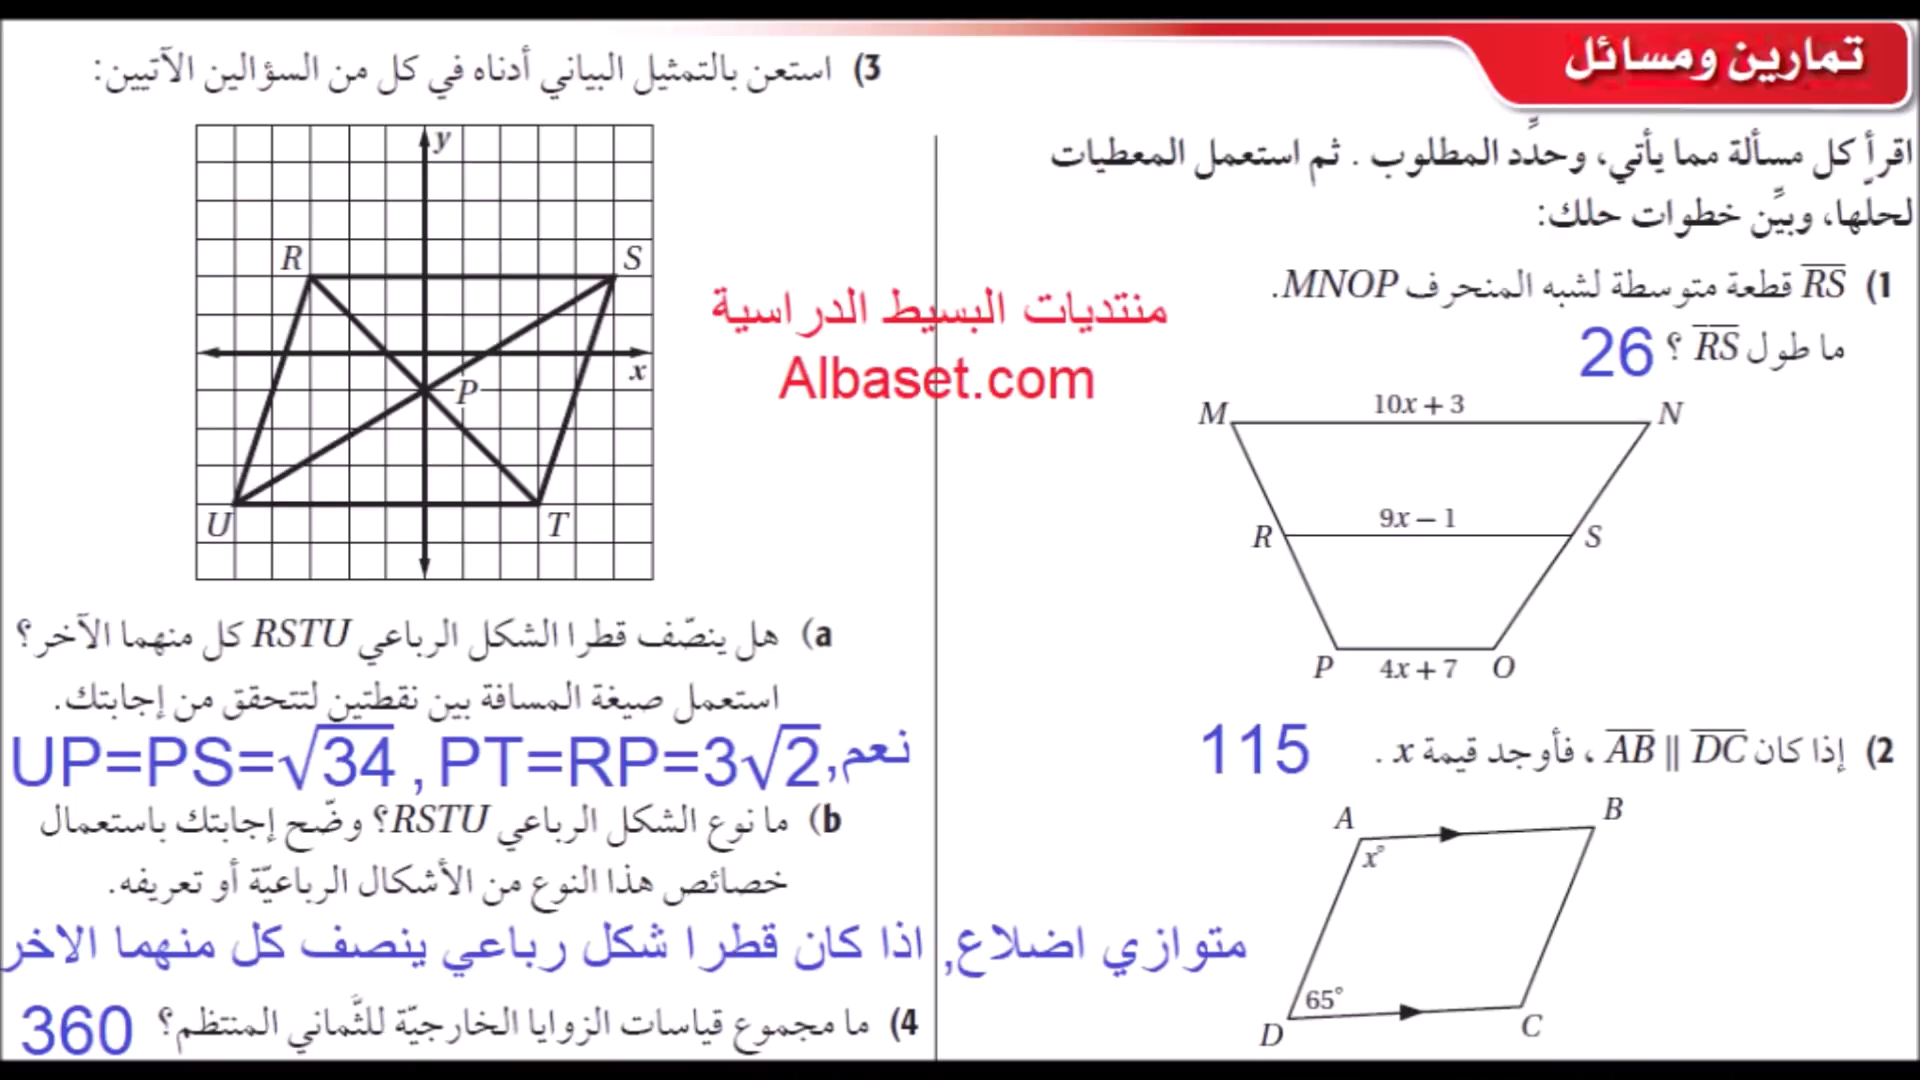 تمارين ومسائل
اقرأ كل مسألة مما يأتي، وحدِّد المطلوب . ثم استعمل المعطيات
لحلّها، وبيِّن خطوات حلك:
1) RS قطعة متوسطة لشبه المنحرف MNOP.
ما طول RS ؟ 26
M 10x + 3 N
R 9x – 1 S
P 4x + 7 O
2) إذا كان AB || DC ، فأوجد قيمة x . 115
A B
x°
65°
D C
3) استعن بالتمثيل البياني أدناه في كل من السؤالين الآتيين:
y
R S
x
P
U T
منتديات البسيط الدراسية
Albaset.com
a) هل ينصّف قطرا الشكل الرباعي RSTU كل منهما الآخر؟
استعمل صيغة المسافة بين نقطتين لتتحقق من إجابتك.
نعم, UP=PS=√34 , PT=RP=3√2
b) ما نوع الشكل الرباعي RSTU؟ وضّح إجابتك باستعمال
خصائص هذا النوع من الأشكال الرباعيّة أو تعريفه.
متوازي اضلاع, اذا كان قطرا شكل رباعي ينصف كل منهما الاخر
4) ما مجموع قياسات الزوايا الخارجيّة للثَّماني المنتظم؟ 360